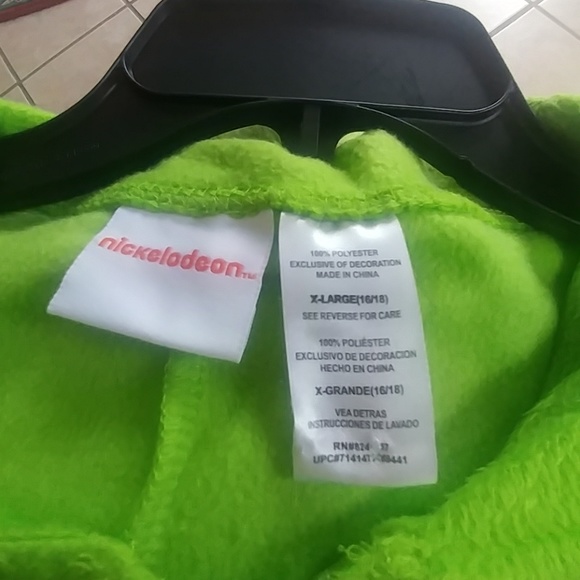 nickelodeon™
100% POLYESTER
EXCLUSIVE OF DECORATION
MADE IN CHINA
X-LARGE(16/18)
SEE REVERSE FOR CARE
100% POLIÉSTER
EXCLUSIVO DE DECORACION
HECHO EN CHINA
X-GRANDE(16/18)
VEA DETRAS
INSTRUCCIONES DE LAVADO